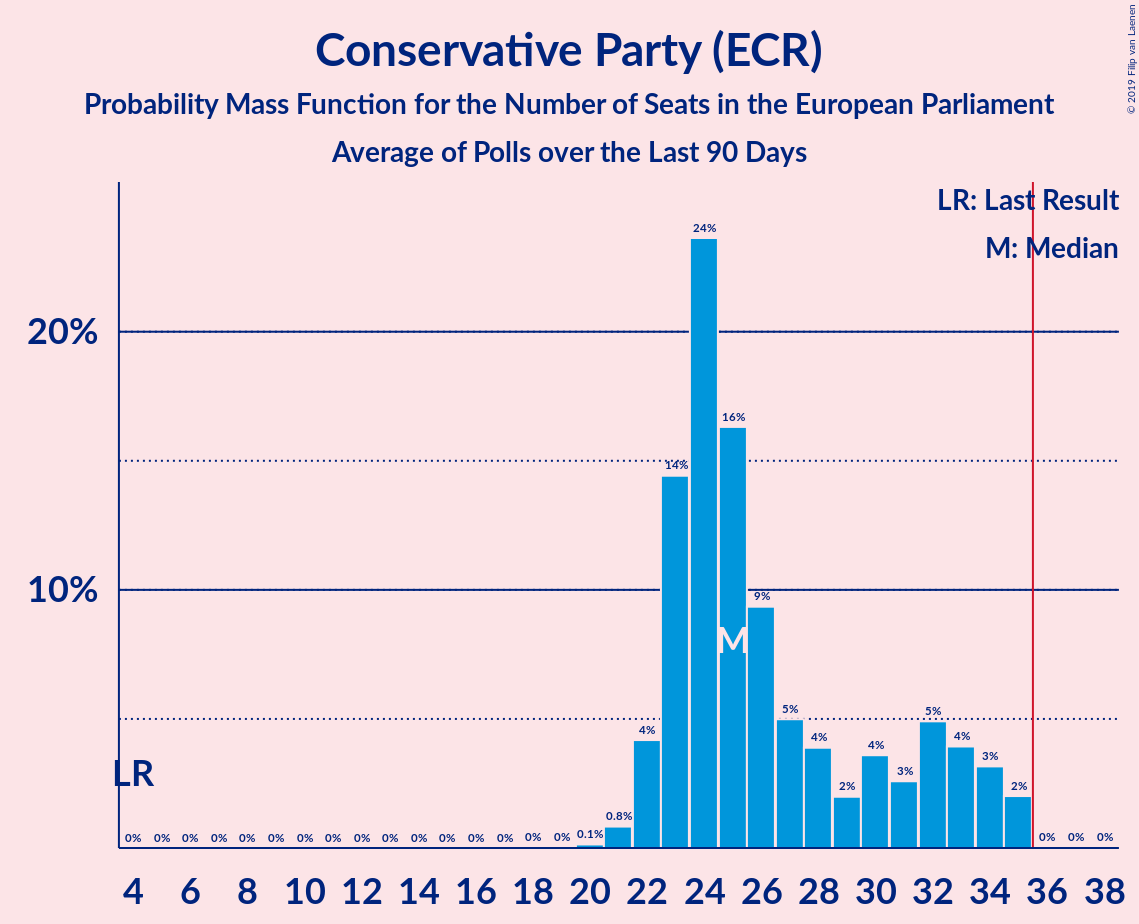 Conservative Party (ECR)
Probability Mass Function for the Number of Seats in the European Parliament
Average of Polls over the Last 90 Days
© 2019 Filip van Laenen
LR: Last Result
M: Median
24%
20%
16%
14%
10%
9%
M
5%
5%
4%
4%
4%
4%
3%
LR
3%
2%
2%
0.8%
0% 0% 0% 0% 0% 0% 0% 0% 0% 0% 0% 0% 0% 0% 0% 0% 0.1% 0% 0% 0%
4 6 8 10 12 14 16 18 20 22 24 26 28 30 32 34 36 38